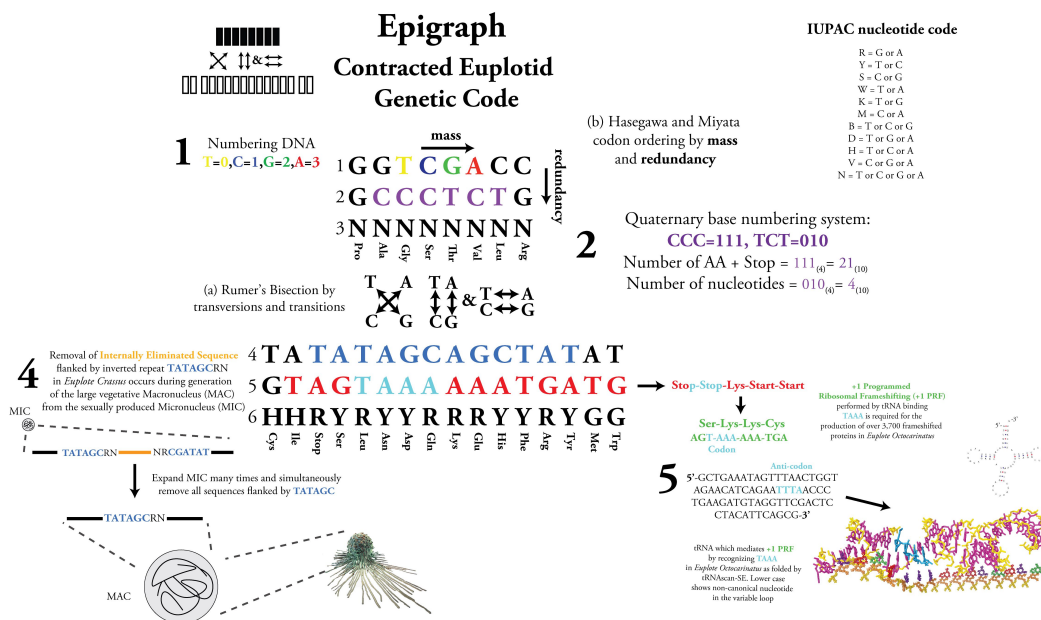 Epigraph
Contracted Euplotid
Genetic Code
&
1
Numbering DNA
T=0,C=1,G=2,A=3
mass
redundancy
1 G G T C G A C C
2 G C C C T C T G
3 N N N N N N N N
Pro Ala Gly Ser Thr Val Leu Arg
(a) Rumer's Bisection by
transversions and transitions
T A T A & T A
C G C G C G
(b) Hasegawa and Miyata
codon ordering by mass
and redundancy
IUPAC nucleotide code
R = G or A
Y = T or C
S = C or G
W = T or A
K = T or G
M = C or A
B = T or C or G
D = T or G or A
H = T or C or A
V = C or G or A
N = T or C or G or A
2
Quaternary base numbering system:
CCC=111, TCT=010
Number of AA + Stop = 111(4)= 21(10)
Number of nucleotides = 010(4)= 4(10)
4
Removal of Internally Eliminated Sequence
flanked by inverted repeat TATAGCRN
in Euplote Crassus occurs during generation
of the large vegetative Macronucleus (MAC)
from the sexually produced Micronucleus (MIC)
4 T A T A T A G C A G C T A T A T
5 G T A G T A A A A A A T G A T G
6 H H R Y R Y Y R R R Y Y R Y G G
Cys Ile Stop Ser Leu Asn Asp Gln Lys Glu His Phe Arg Tyr Met Trp
MIC
TATAGCRN NRCGATAT
Expand MIC many times and simultaneously
remove all sequences flanked by TATAGC
TATAGCRN
MAC
Stop-Stop-Lys-Start-Start
Ser-Lys-Lys-Cys
AGT-AAA-AAA-TGA
Codon
+1 Programmed
Ribosomal Frameshifting (+1 PRF)
performed by tRNA binding
TAAA is requited for the
production of over 3,700 frameshifted
proteins in Euplote Octocarinatus
5
Anti-codon
5'-GCTGAAATAGTTTAACTGGT
AGAACATCAGAATTTAACCC
TGAAGATGTAGGTTCGACTC
CTACATTCAGCG-3'
tRNA which mediates +1 PRF
by recognizing TAAA
in Euplote Octocarinatus as folded by
tRNAscan-SE. Lower case
shows non-canonical nucleotide
in the variable loop
5'-
-3'